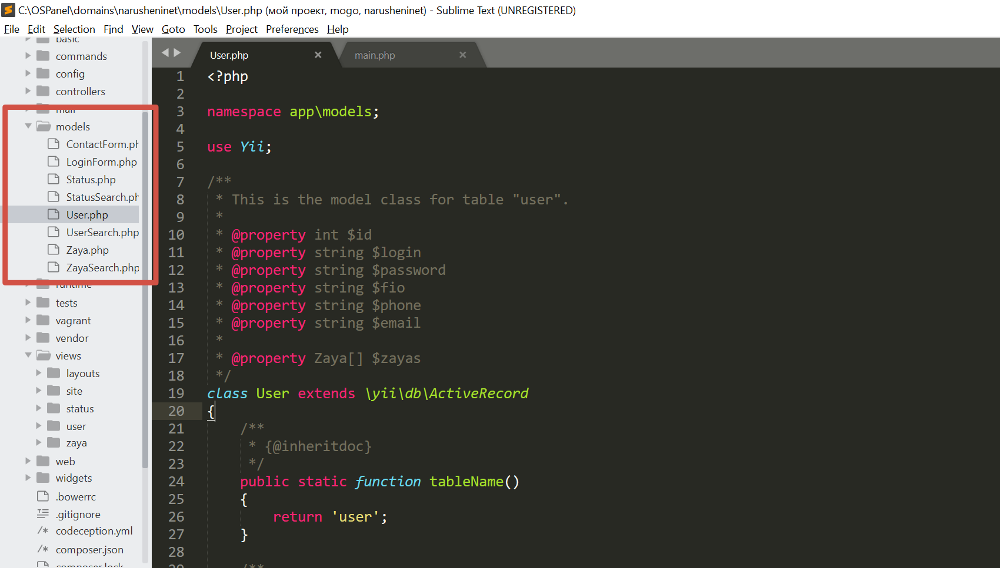 C:\OSPanel\domains\narusheninet\models\User.php (мой проект, mogo, narusheninet) - Sublime Text (UNREGISTERED)
File Edit Selection Find View Goto Tools Project Preferences Help
basic
commands
config
controllers
mail
models
ContactForm.ph
LoginForm.php
Status.php
StatusSearch.ph
User.php
UserSearch.php
Zaya.php
ZayaSearch.php
runtime
tests
vagrant
vendor
views
layouts
site
status
user
zaya
web
widgets
.bowerrc
.gitignore
/* codeception.yml
/* composer.json
composer.lock
User.php × main.php ×
1 <?php
2
3 namespace app\models;
4
5 use Yii;
6
7 /**
8 * This is the model class for table "user".
9 *
10 * @property int $id
11 * @property string $login
12 * @property string $password
13 * @property string $fio
14 * @property string $phone
15 * @property string $email
16 *
17 * @property Zaya[] $zayas
18 */
19 class User extends \yii\db\ActiveRecord
20 {
21 /**
22 * {@inheritdoc}
23 */
24 public static function tableName()
25 {
26 return 'user';
27 }
28
29 /**